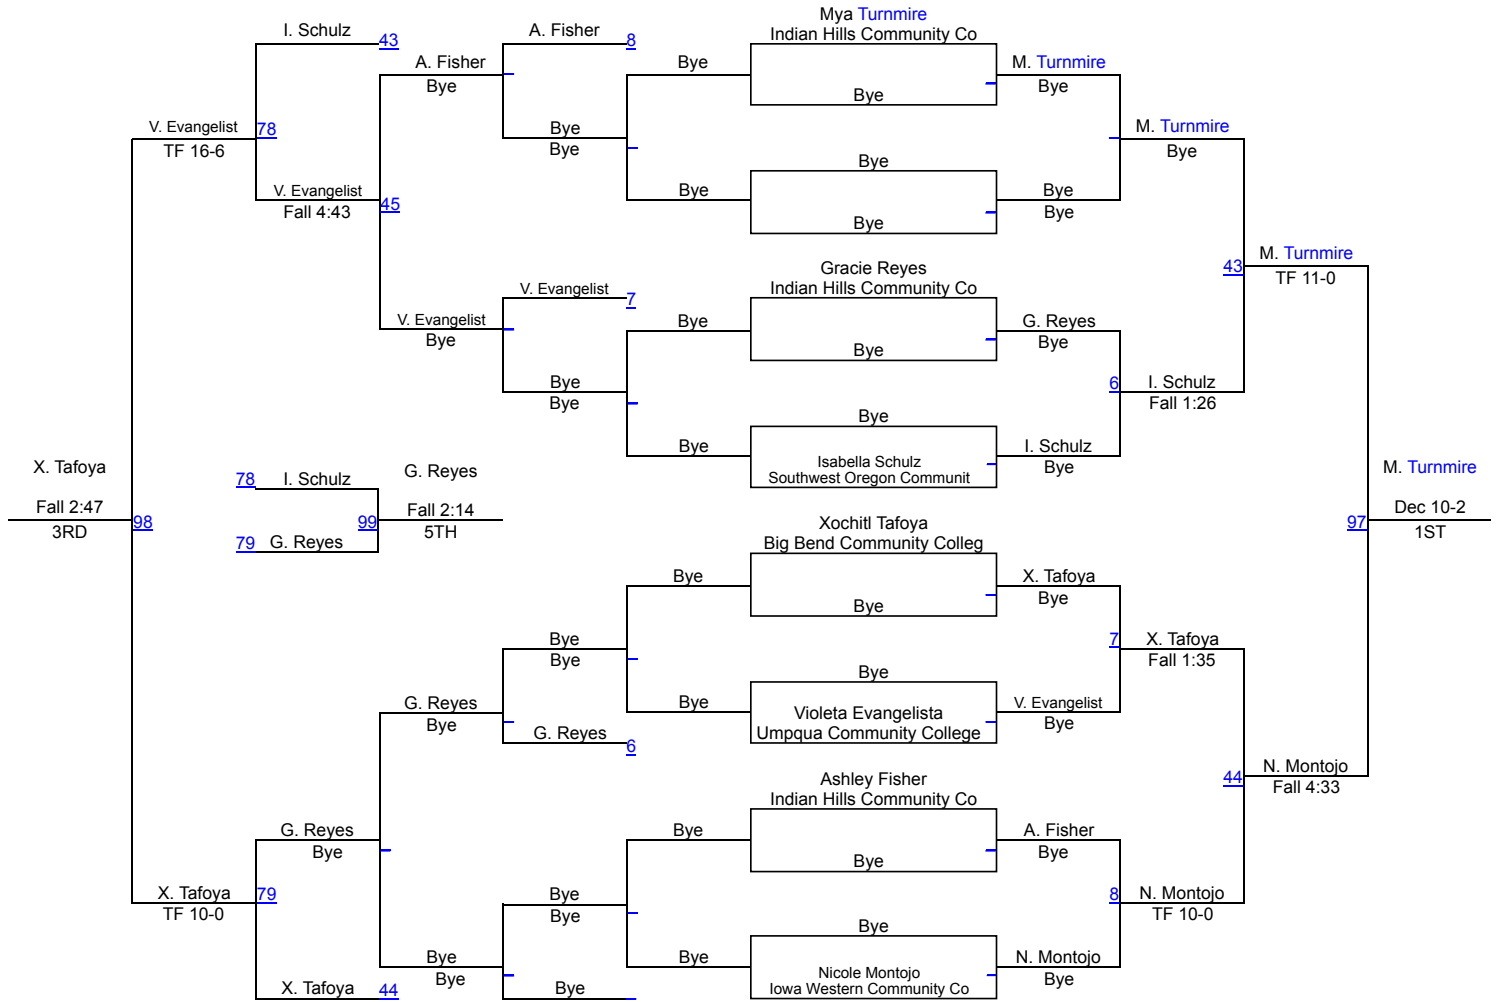 Mya Turnmire
Indian Hills Community Co
I. Schulz
43
A. Fisher
8
A. Fisher
Bye
Bye
Bye
M. Turnmire
Bye
V. Evangelist
78
TF 16-6
Bye
Bye
M. Turnmire
Bye
V. Evangelist
Fall 4:43
45
Bye
Bye
Bye
Bye
Bye
M. Turnmire
43
TF 11-0
Gracie Reyes
Indian Hills Community Co
V. Evangelist
7
V. Evangelist
Bye
Bye
Bye
G. Reyes
Bye
Bye
Bye
6
I. Schulz
Fall 1:26
Bye
Bye
Isabella Schulz
Southwest Oregon Communit
I. Schulz
Bye
X. Tafoya
Fall 2:47
3RD
98
78
I. Schulz
79
G. Reyes
99
G. Reyes
Fall 2:14
5TH
M. Turnmire
97
Dec 10-2
1ST
Xochitl Tafoya
Big Bend Community Colleg
Bye
Bye
X. Tafoya
Bye
Bye
Bye
7
X. Tafoya
Fall 1:35
G. Reyes
Bye
G. Reyes
6
Bye
Bye
Violeta Evangelista
Umpqua Community College
V. Evangelist
Bye
44
N. Montojo
Fall 4:33
Ashley Fisher
Indian Hills Community Co
G. Reyes
Bye
Bye
Bye
A. Fisher
Bye
X. Tafoya
79
TF 10-0
Bye
Bye
8
N. Montojo
TF 10-0
Bye
Bye
Bye
Bye
Nicole Montojo
Iowa Western Community Co
N. Montojo
Bye
X. Tafoya
44
Bye